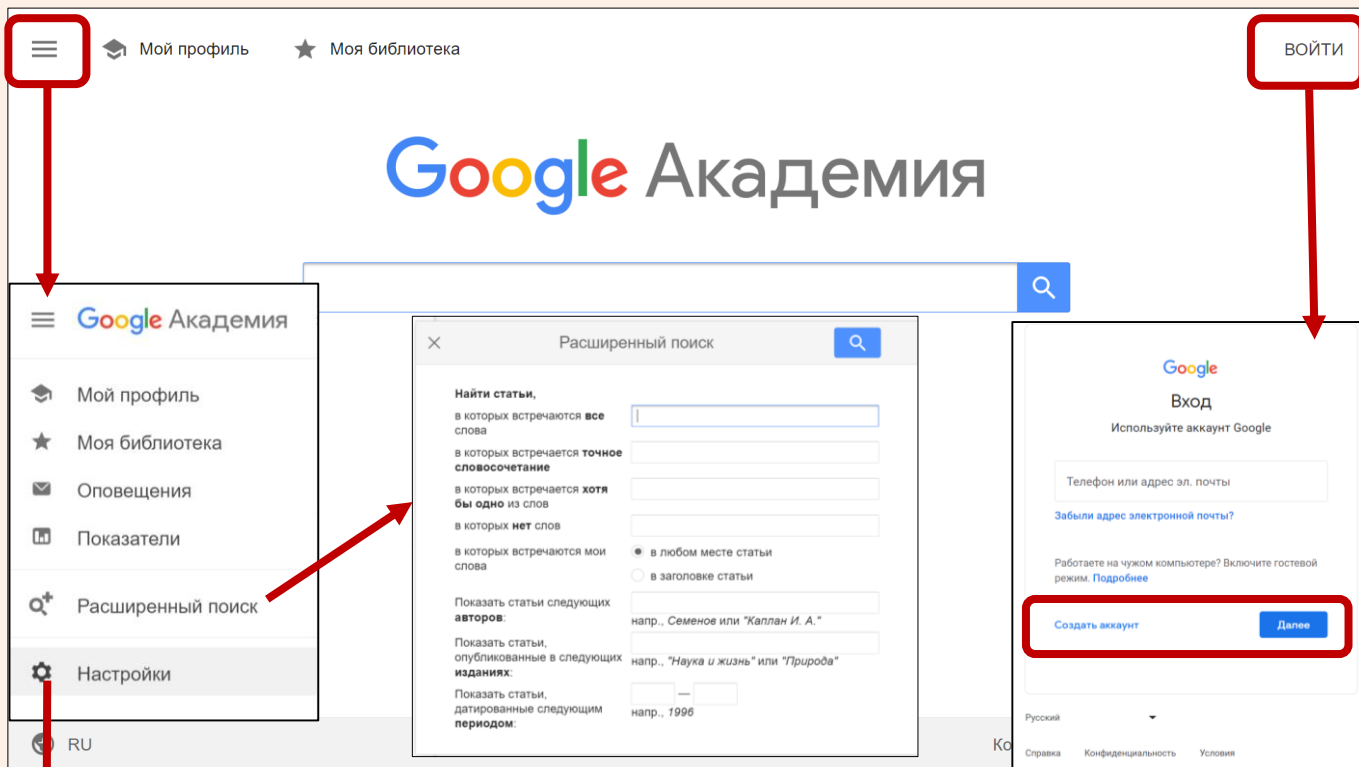 Мой профиль
Моя библиотека
ВОЙТИ
Google Академия
Google Академия
Мой профиль
Моя библиотека
Оповещения
Показатели
Расширенный поиск
Настройки
RU
Расширенный поиск
Найти статьи,
в которых встречаются все
слова
в которых встречается точное
словосочетание
в которых встречается хотя
бы одно из слов
в которых нет слов
в которых встречаются мои
слова
в любом месте статьи
в заголовке статьи
Показать статьи следующих
авторов:
напр., Семенов или "Каплан И. А."
Показать статьи,
опубликованные в следующих
изданиях:
напр., "Наука и жизнь" или "Природа"
Показать статьи,
датированные следующим
периодом:
—
напр., 1996
Google
Вход
Используйте аккаунт Google
Телефон или адрес эл. почты
Забыли адрес электронной почты?
Работаете на чужом компьютере? Включите гостевой
режим. Подробнее
Создать аккаунт
Далее
Русский
Справка Конфиденциальность Условия